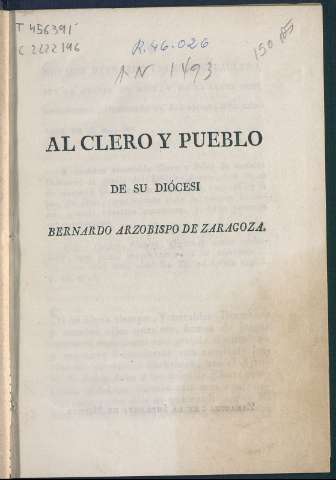 T 456391
C 2222196
R.46.026
AN 1493
150
AL CLERO Y PUEBLO
DE SU DIÓCESI
BERNARDO ARZOBISPO DE ZARAGOZA.